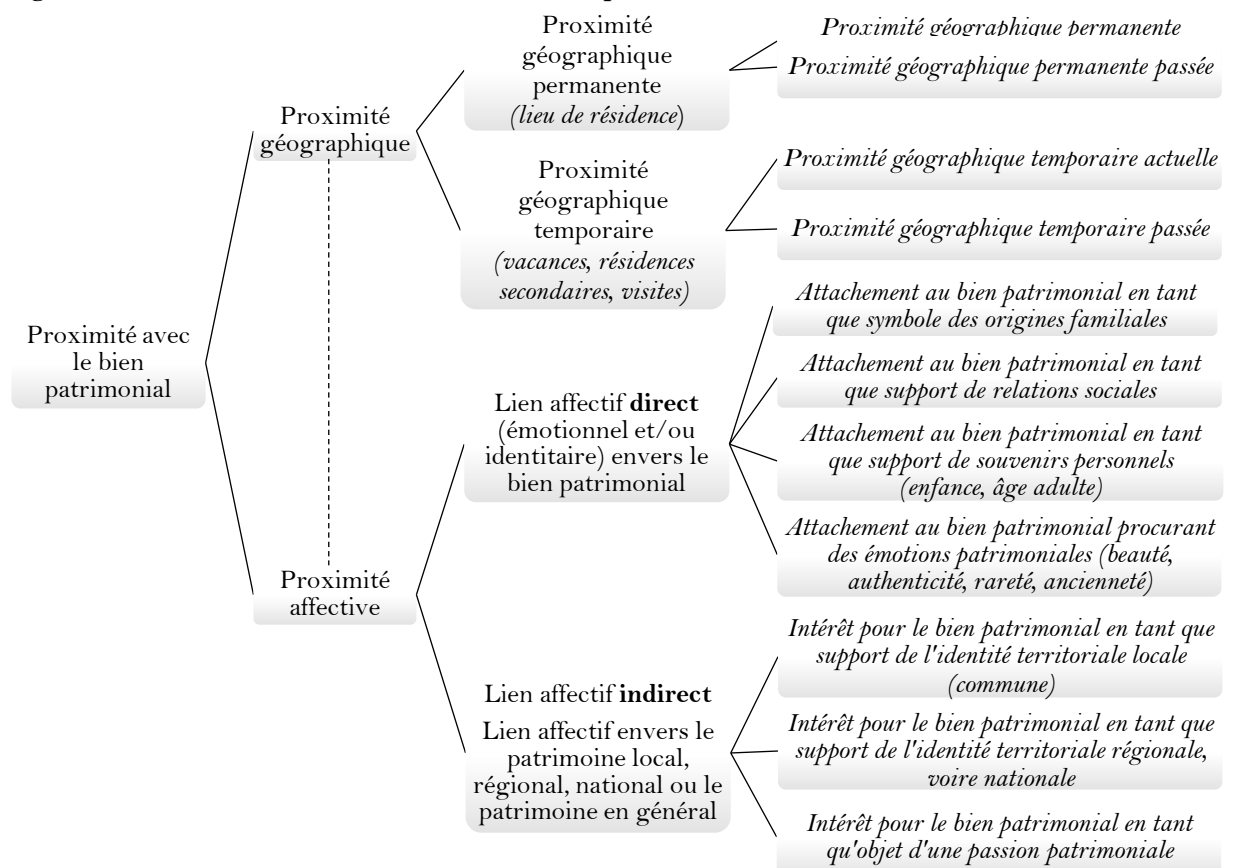 Proximité
géographique
permanente
(lieu de résidence)
Proximité géographique permanente
Proximité géographique permanente passée
Proximité
géographique
Proximité
géographique
temporaire
(vacances, résidences
secondaires, visites)
Proximité géographique temporaire actuelle
Proximité géographique temporaire passée
Proximité avec
le bien
patrimonial
Lien affectif direct
(émotionnel et/ou
identitaire) envers le
bien patrimonial
Attachement au bien patrimonial en tant
que symbole des origines familiales
Attachement au bien patrimonial en tant
que support de relations sociales
Attachement au bien patrimonial en tant
que support de souvenirs personnels
(enfance, âge adulte)
Attachement au bien patrimonial procurant
des émotions patrimoniales (beauté,
authenticité, rareté, ancienneté)
Proximité
affective
Lien affectif indirect
Lien affectif envers le
patrimoine local,
régional, national ou le
patrimoine en général
Intérêt pour le bien patrimonial en tant que
support de l'identité territoriale locale
(commune)
Intérêt pour le bien patrimonial en tant que
support de l'identité territoriale régionale,
voire nationale
Intérêt pour le bien patrimonial en tant
qu'objet d'une passion patrimoniale